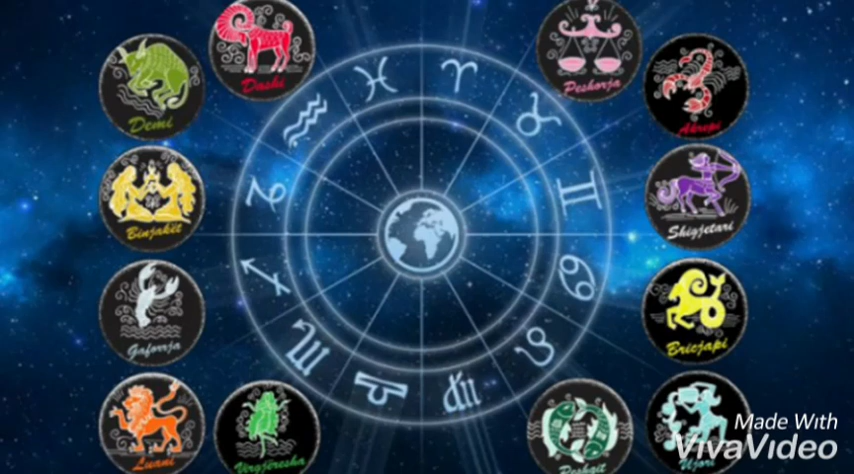 Dashi
Peshorja
Demi
Akrepi
Binjakët
Shigjetari
Gaforrja
Bricjapi
Luani
Virgjëresha
Peshqit
Ujori
Made With
VivaVideo